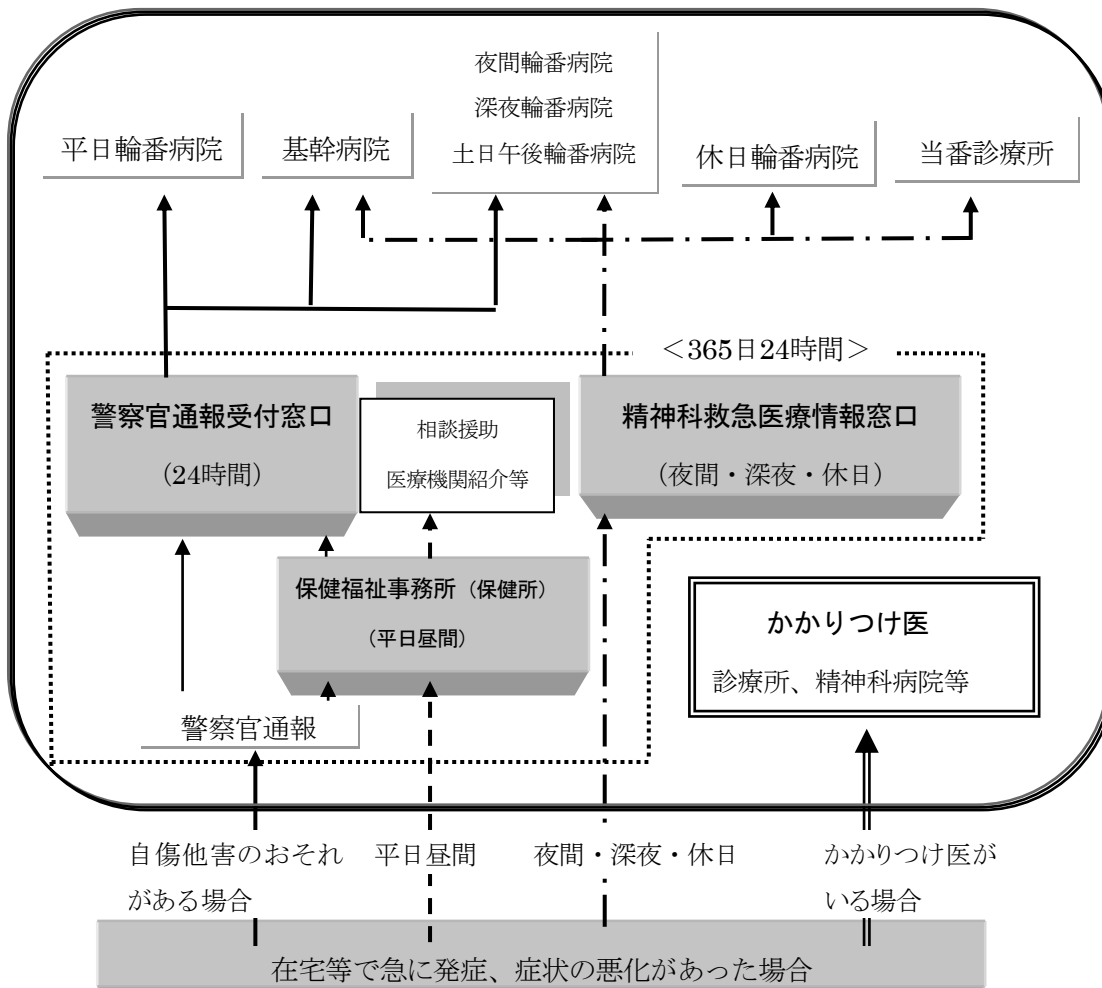 夜間輪番病院
深夜輪番病院
土日午後輪番病院
平日輪番病院
基幹病院
休日輪番病院
当番診療所
＜365日24時間＞
警察官通報受付窓口
（24時間）
相談援助
医療機関紹介等
精神科救急医療情報窓口
（夜間・深夜・休日）
保健福祉事務所（保健所）
（平日昼間）
かかりつけ医
診療所、精神科病院等
警察官通報
自傷他害のおそれ
がある場合
平日昼間
夜間・深夜・休日
かかりつけ医が
いる場合
在宅等で急に発症、症状の悪化があった場合